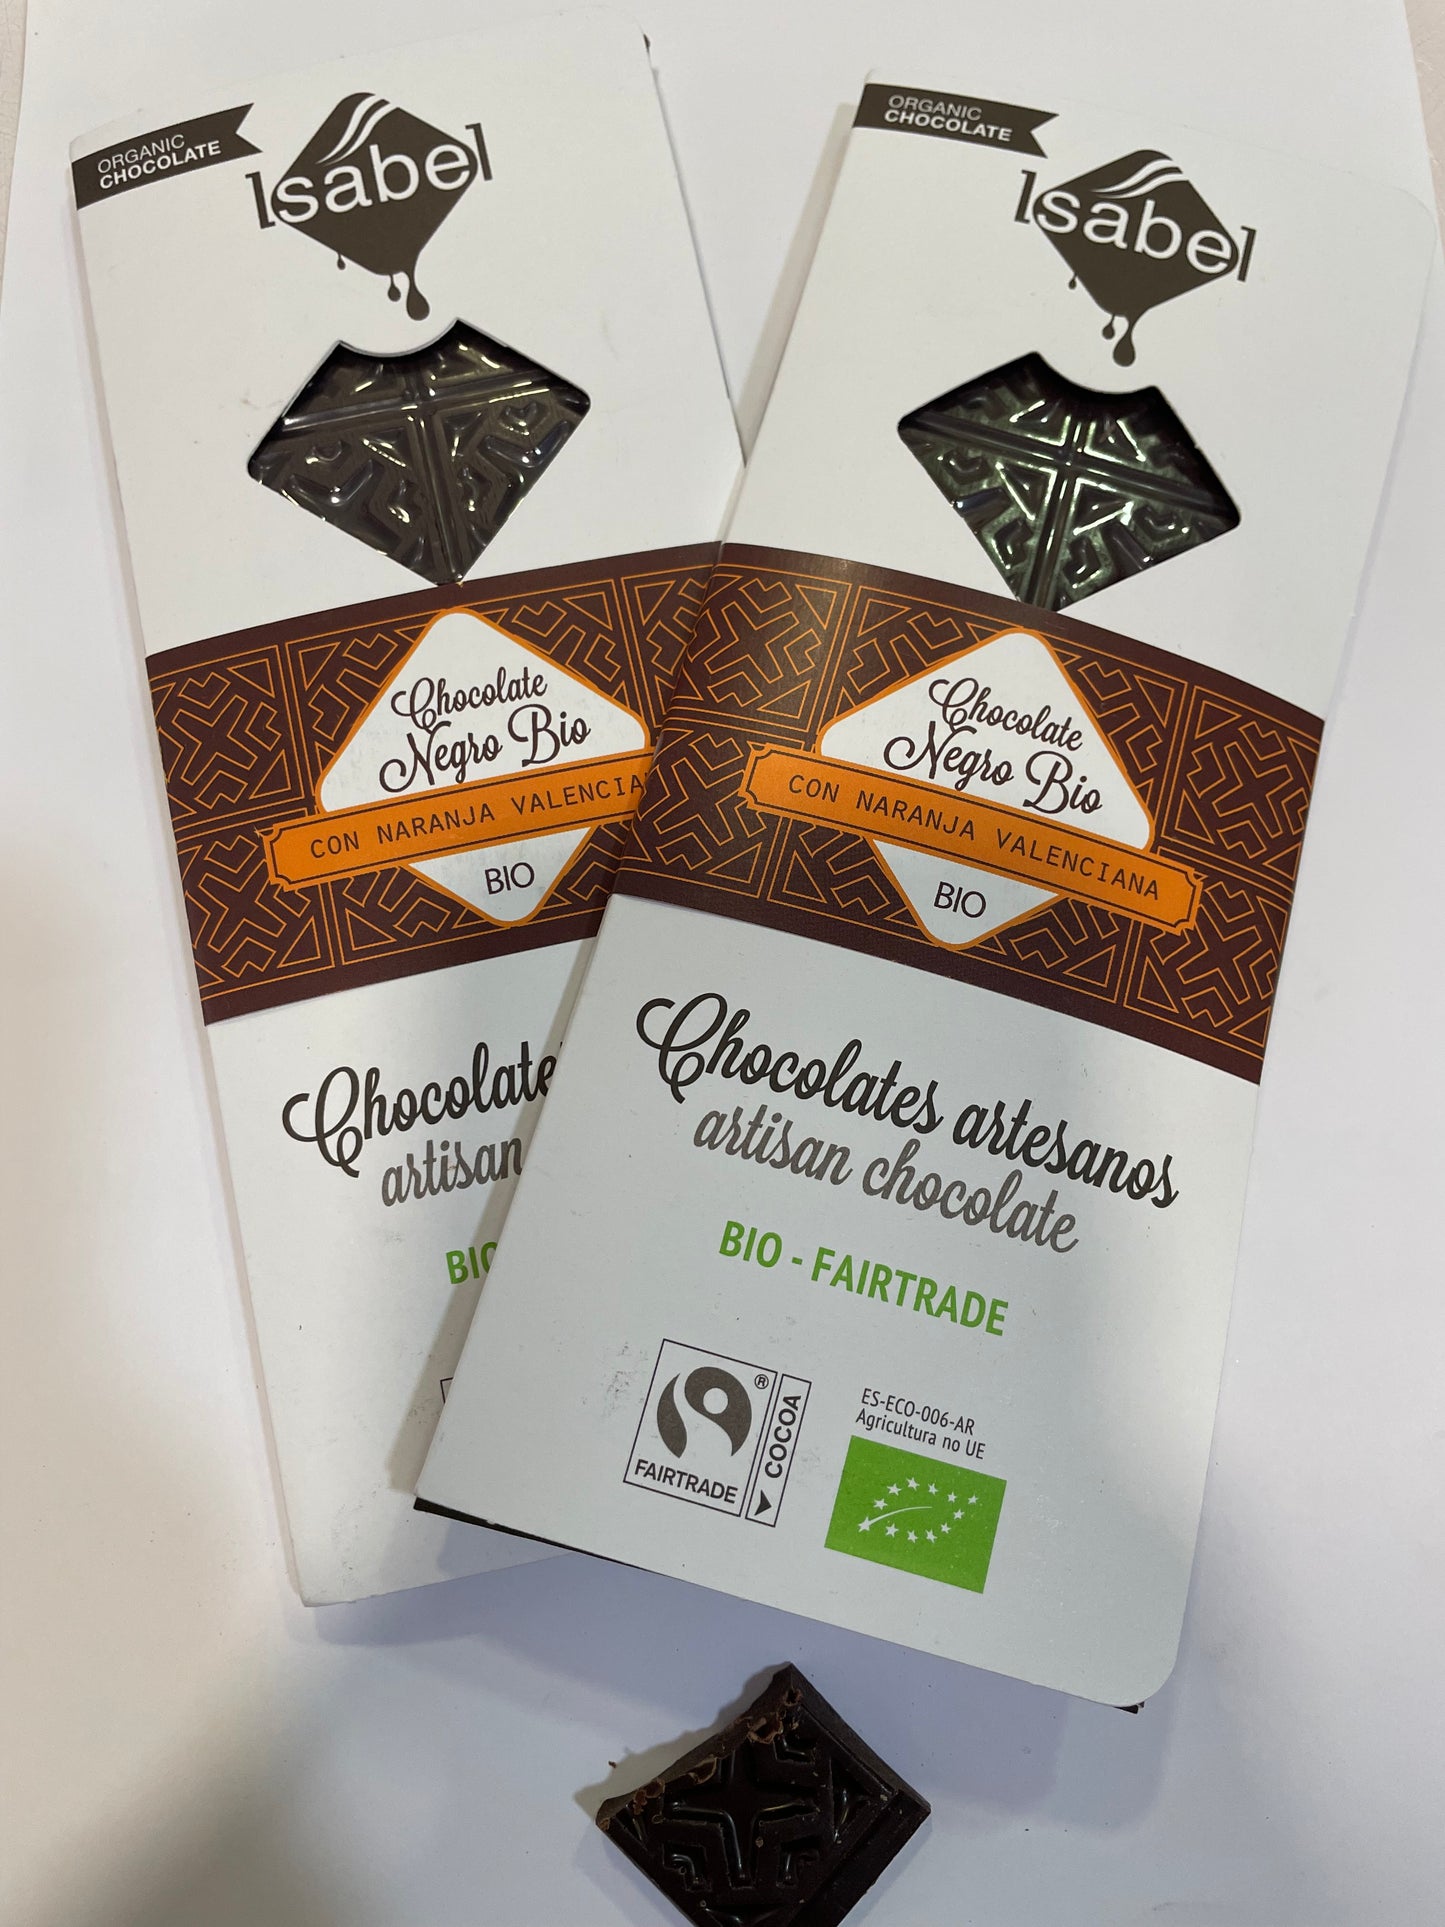 ORGANIC
CHOCOLATE
Isabel
Chocolate
Negro Bio
CON NARANJA VALENCIA
BIO
Chocolate
artisan
BIO
ORGANIC
CHOCOLATE
Isabel
Chocolate
Negro Bio
CON NARANJA VALENCIANA
BIO
Chocolates artesanos
artisan chocolate
BIO - FAIRTRADE
FAIRTRADE
®
COCOA
ES-ECO-006-AR
Agricultura no UE